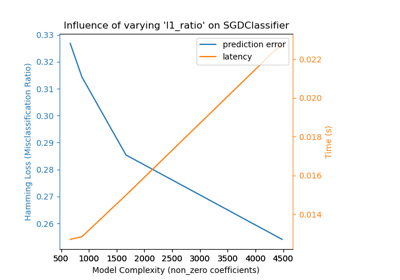 Influence of varying 'l1_ratio' on SGDClassifier
prediction error
latency
Hamming Loss (Misclassification Ratio)
0.33
0.32
0.31
0.30
0.29
0.28
0.27
0.26
Time (s)
0.022
0.020
0.018
0.016
0.014
500 1000 1500 2000 2500 3000 3500 4000 4500
Model Complexity (non_zero coefficients)